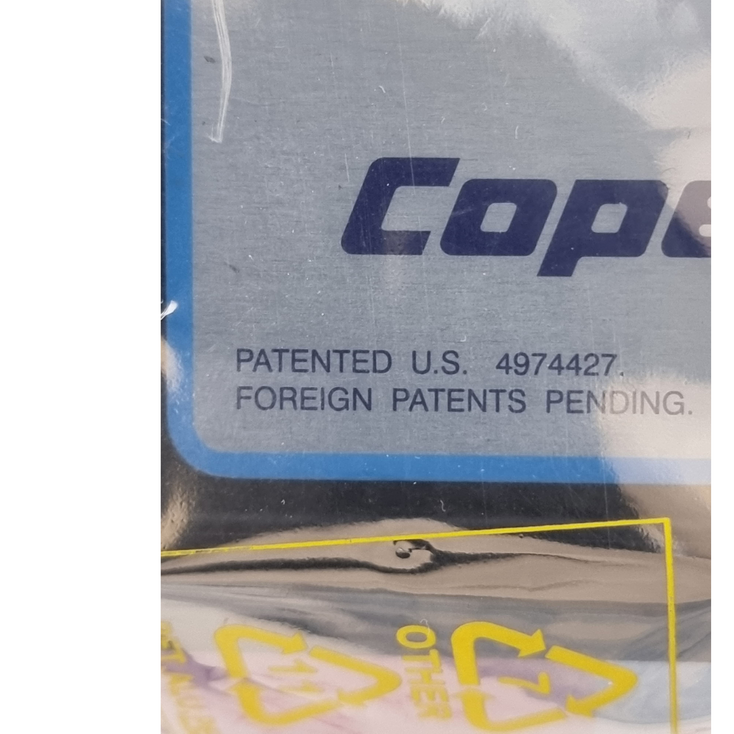 Cope
PATENTED U.S. 4974427.
FOREIGN PATENTS PENDING.
OTHER
7